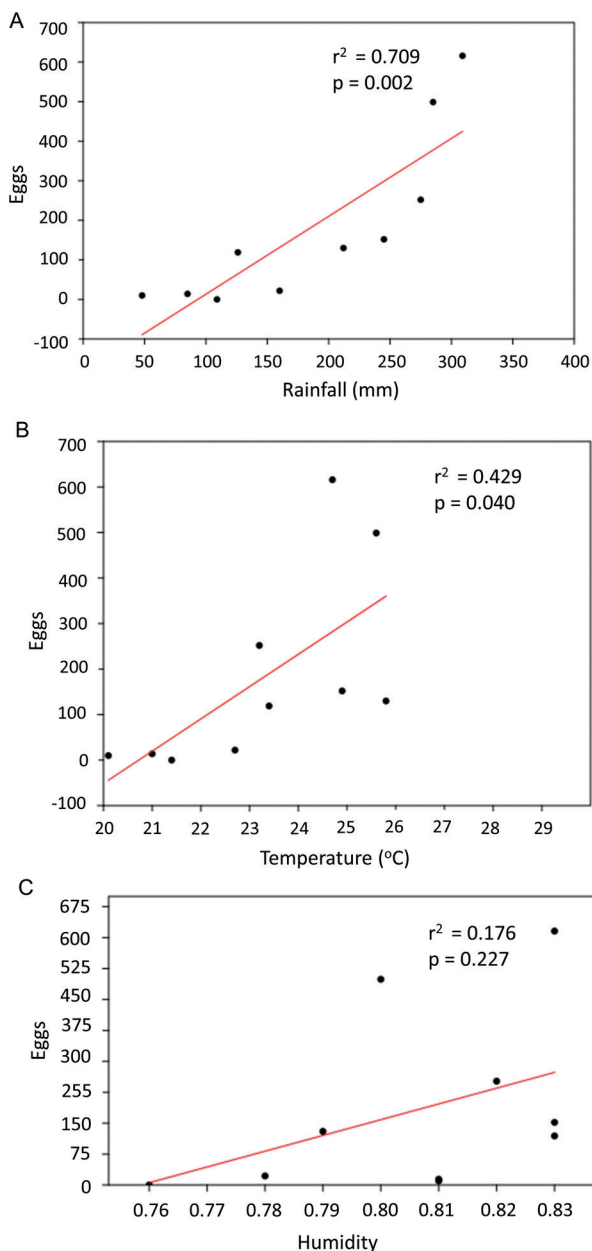 A
700
600
500
400
300
200
100
0
-100
Eggs
r² = 0.709
p = 0.002
0 50 100 150 200 250 300 350 400
Rainfall (mm)
B
700
600
500
400
300
200
100
0
-100
Eggs
r² = 0.429
p = 0.040
20 21 22 23 24 25 26 27 28 29
Temperature (°C)
C
675
600
525
450
375
300
255
150
75
0
Eggs
r² = 0.176
p = 0.227
0.76 0.77 0.78 0.79 0.80 0.81 0.82 0.83
Humidity